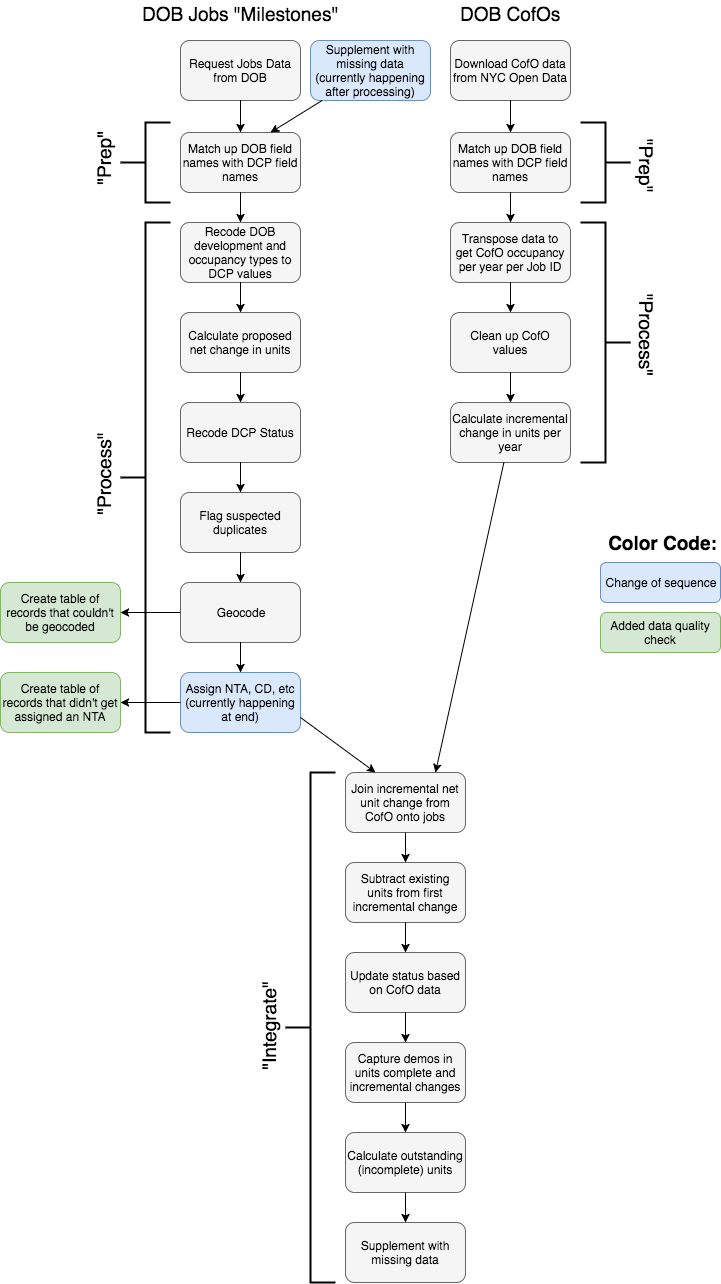 DOB Jobs "Milestones"
Request Jobs Data
from DOB
Supplement with
missing data
(currently happening
after processing)
"Prep"
Match up DOB field
names with DCP field
names
"Process"
Recode DOB
development and
occupancy types to
DCP values
Calculate proposed
net change in units
Recode DCP Status
Flag suspected
duplicates
Geocode
Create table of
records that couldn't
be geocoded
Assign NTA, CD, etc
(currently happening
at end)
Create table of
records that didn't get
assigned an NTA
DOB CofOs
Download CofO data
from NYC Open Data
Match up DOB field
names with DCP field
names
"Prep"
Transpose data to
get CofO occupancy
per year per Job ID
Clean up CofO
values
Calculate incremental
change in units per
year
"Process"
Color Code:
Change of sequence
Added data quality
check
"Integrate"
Join incremental net
unit change from
CofO onto jobs
Subtract existing
units from first
incremental change
Update status based
on CofO data
Capture demos in
units complete and
incremental changes
Calculate outstanding
(incomplete) units
Supplement with
missing data